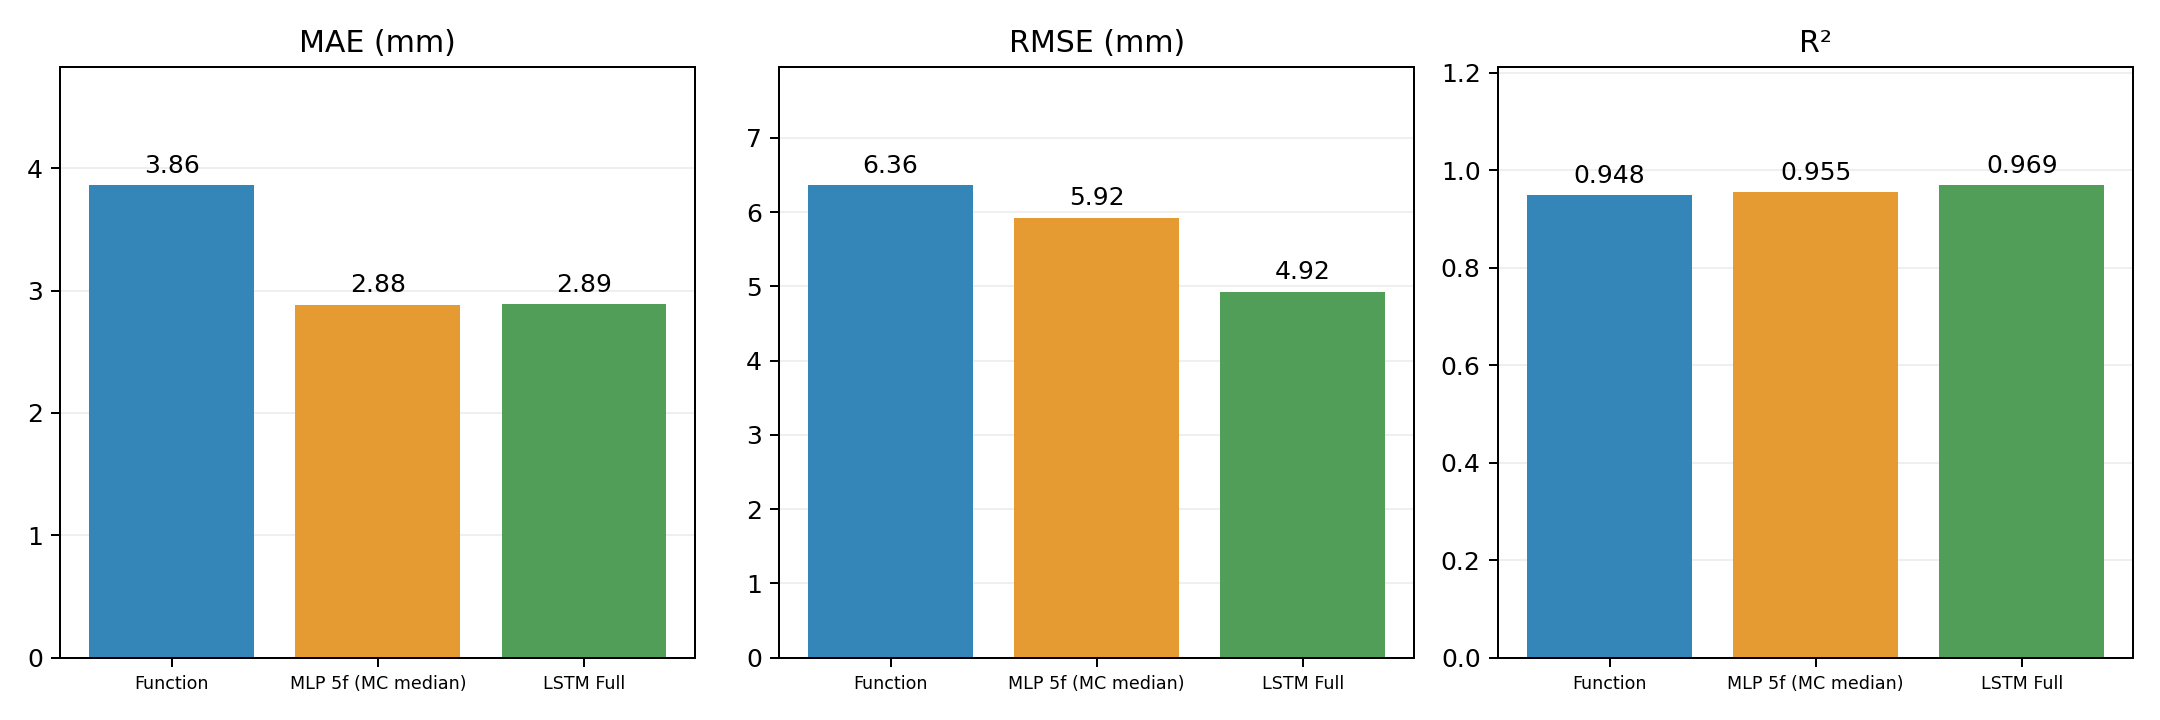 MAE (mm)
4
3
2
1
0
3.86
2.88
2.89
Function
MLP 5f (MC median)
LSTM Full
RMSE (mm)
7
6
5
4
3
2
1
0
6.36
5.92
4.92
Function
MLP 5f (MC median)
LSTM Full
R²
1.2
1.0
0.8
0.6
0.4
0.2
0.0
0.948
0.955
0.969
Function
MLP 5f (MC median)
LSTM Full